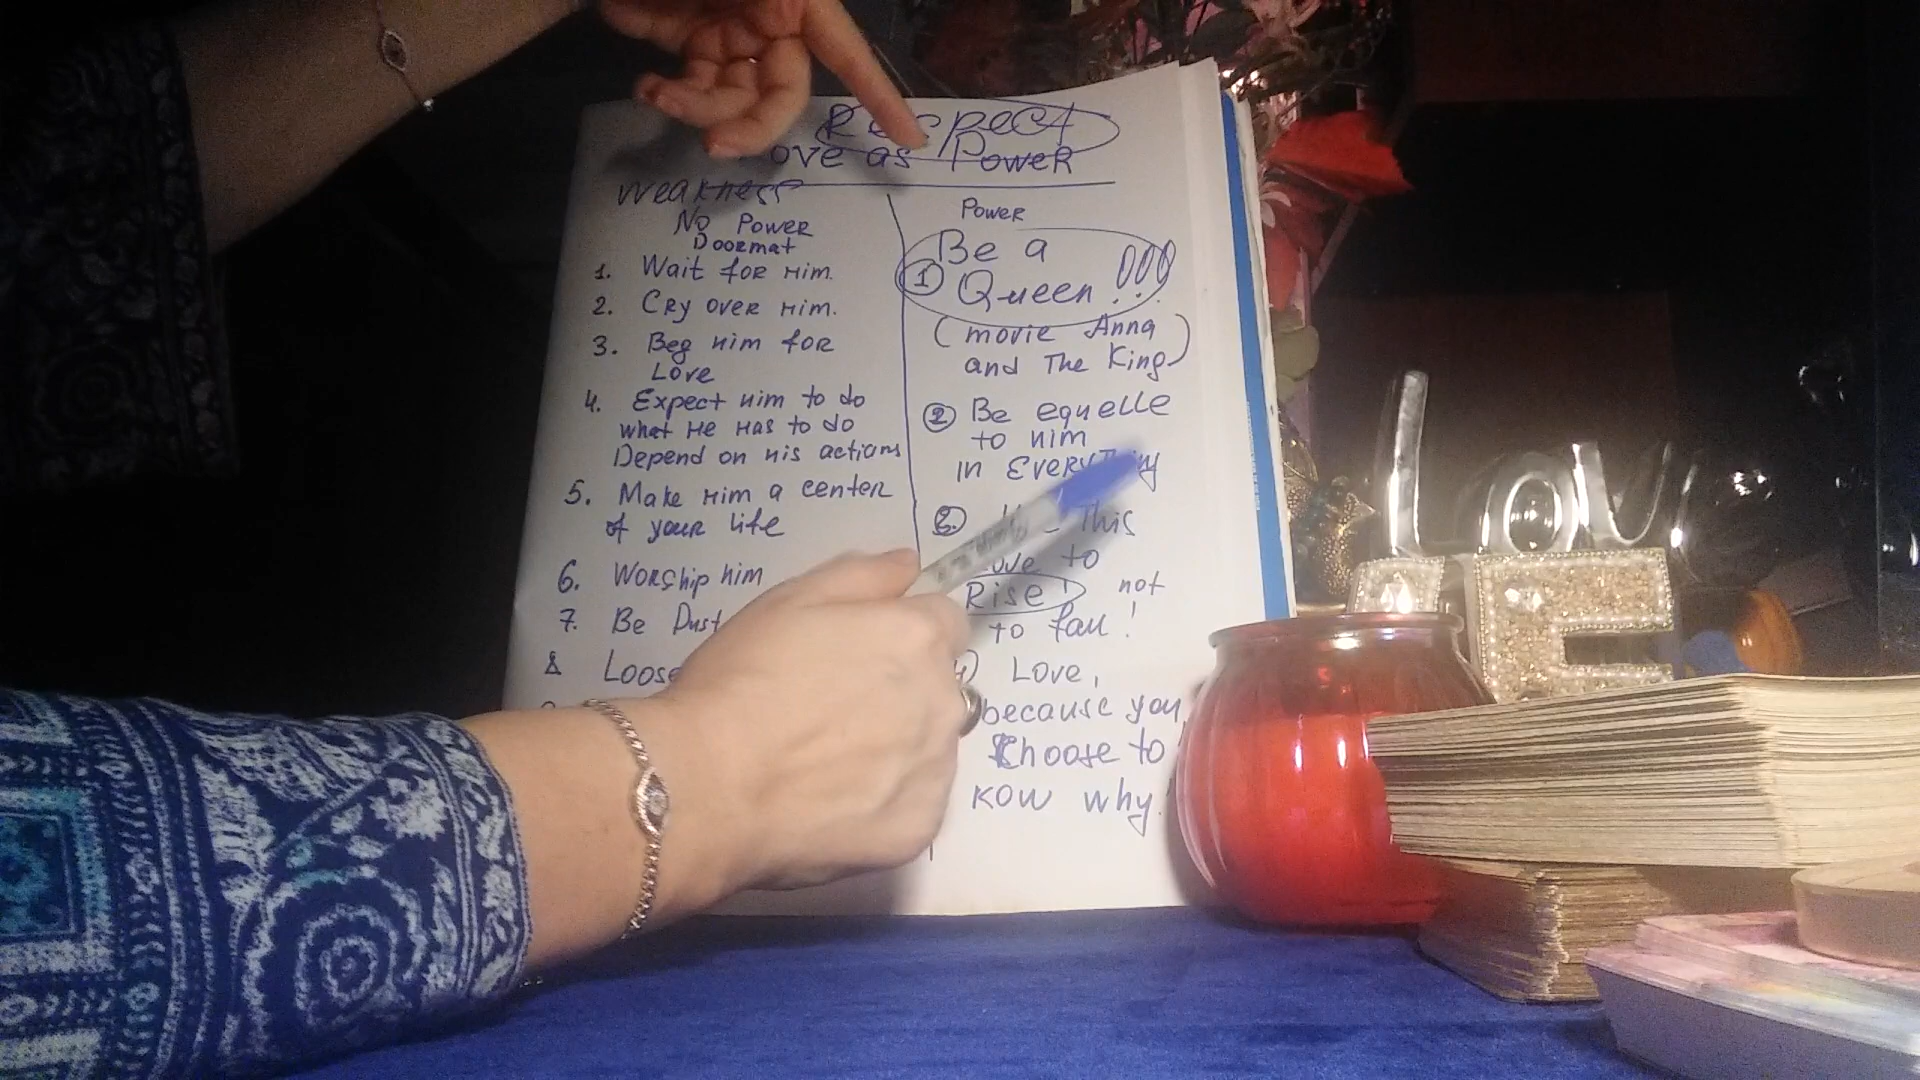 Respect
ove as Power
Weakness
No Power
Doormat
1. Wait for Him.
2. Cry over Him.
3. Beg him for
Love
4. Expect him to do
what He Has to do
Depend on his actions
5. Make Him a center
of your life
6. Worship him
7. Be Dust
8 Loose
Power
Be a
1 Queen !!!
(movie Anna
and The King)
2 Be equelle
to him
in Everything
3. This
ove to
Rise! not
to fall!
4) Love,
because you
Choose to
kow why.
LOVE